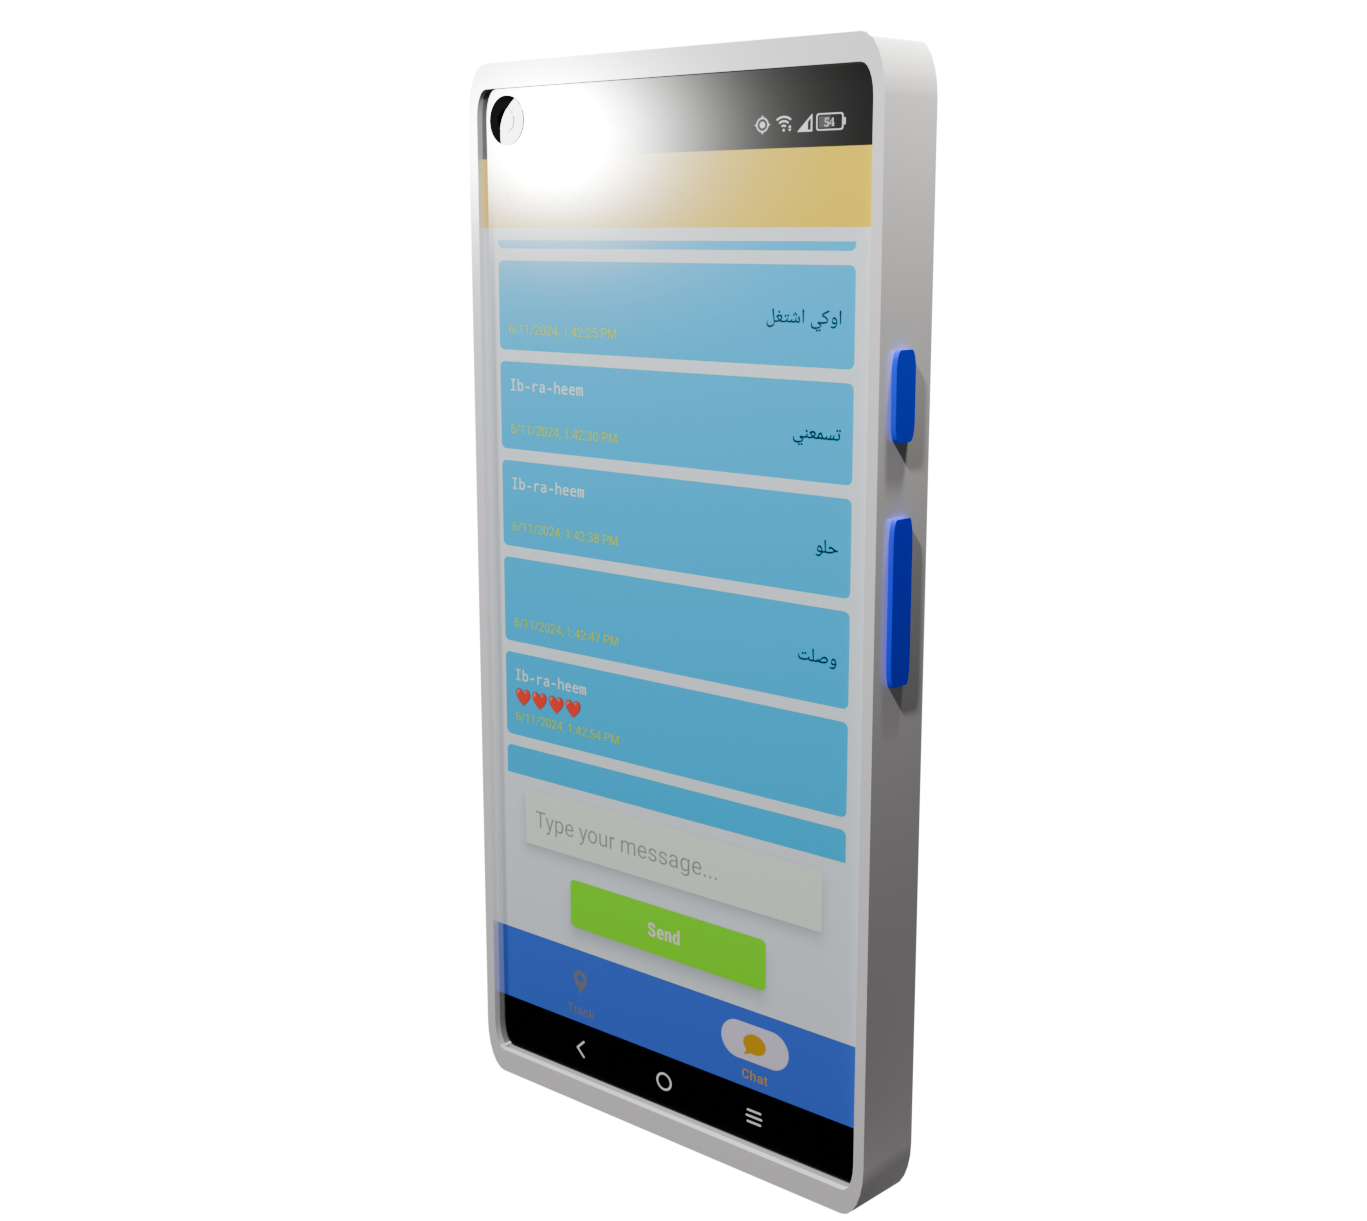 54
اوكي اشتغل
6/11/2024, 1:42:25 PM
Ib-ra-heem
تسمعني
6/11/2024, 1:42:30 PM
Ib-ra-heem
حلو
6/11/2024, 1:42:38 PM
وصلت
6/11/2024, 1:42:47 PM
Ib-ra-heem
❤️❤️❤️❤️
6/11/2024, 1:42:54 PM
Type your message...
Send
Track
Chat